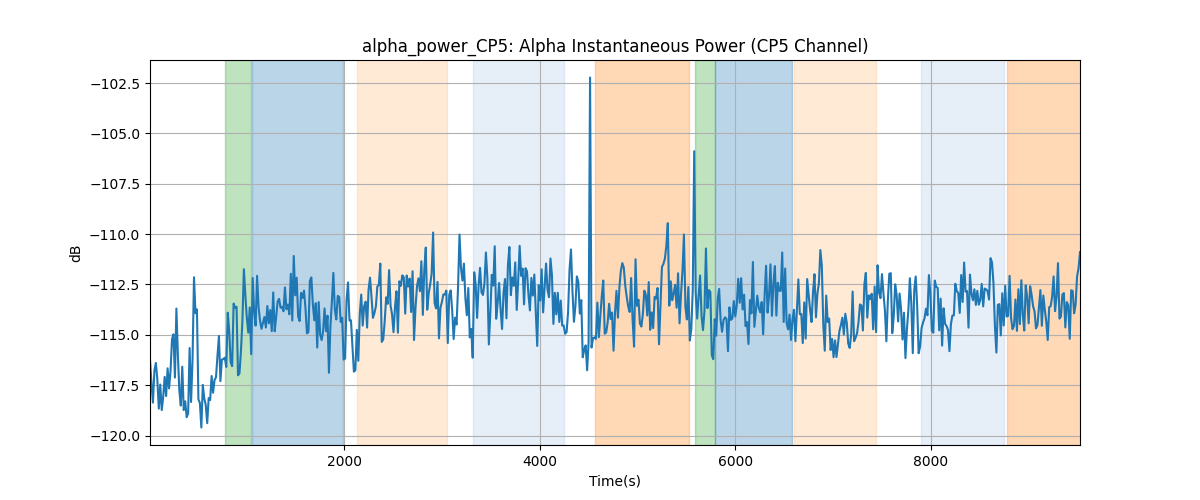 alpha_power_CP5: Alpha Instantaneous Power (CP5 Channel)
−102.5
−105.0
−107.5
−110.0
−112.5
−115.0
−117.5
−120.0
dB
2000 4000 6000 8000
Time(s)